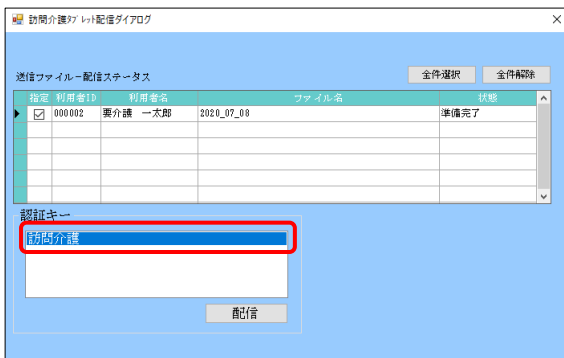 訪問介護ﾀﾌﾞﾚｯﾄ配信ダイアログ
送信ファイル－配信ステータス
全件選択 全件解除
指定 利用者ID 利用者名 ファイル名 状態
000002 要介護　一太郎 2020_07_08 準備完了
認証キー
訪問介護
配信